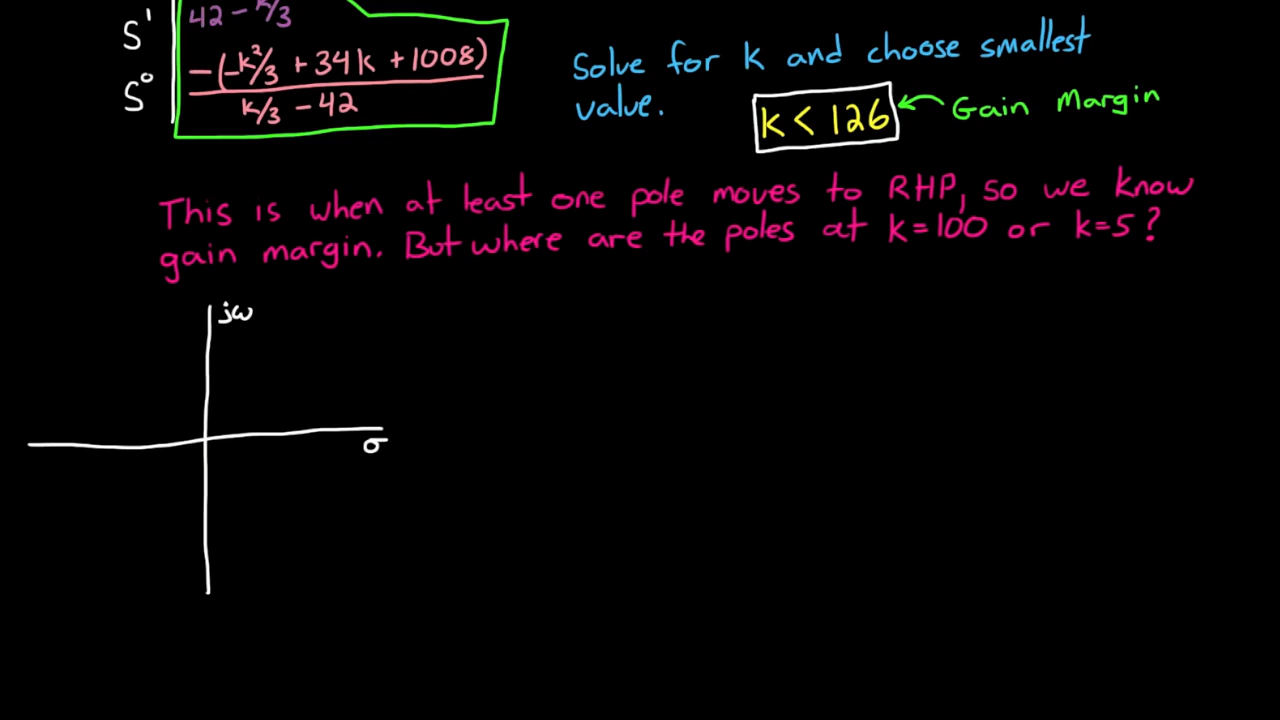 S¹ 42 - k/3
S⁰ -(-k²/3 + 34k + 1008)
k/3 - 42
Solve for k and choose smallest
value.
k < 126 Gain Margin
This is when at least one pole moves to RHP, so we know
gain margin. But where are the poles at k=100 or k=5?
jω
σ